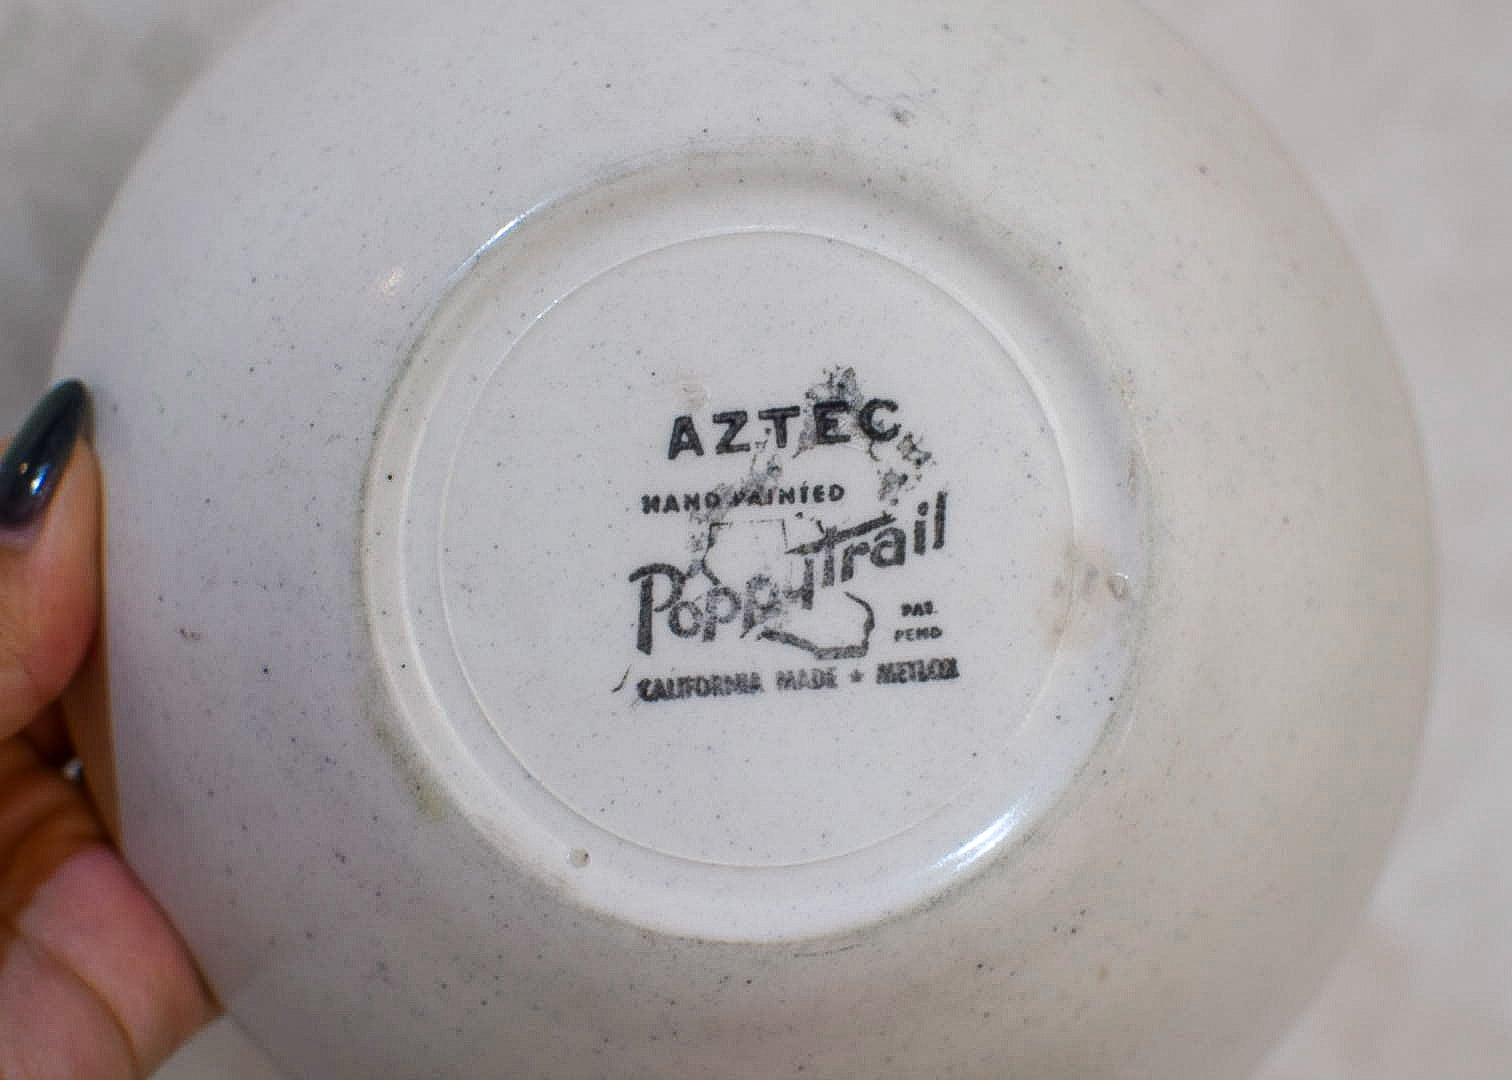 AZTEC
HAND PAINTED
PoppyTrail
PAT.
PEND
CALIFORNIA MADE ★ METLOX